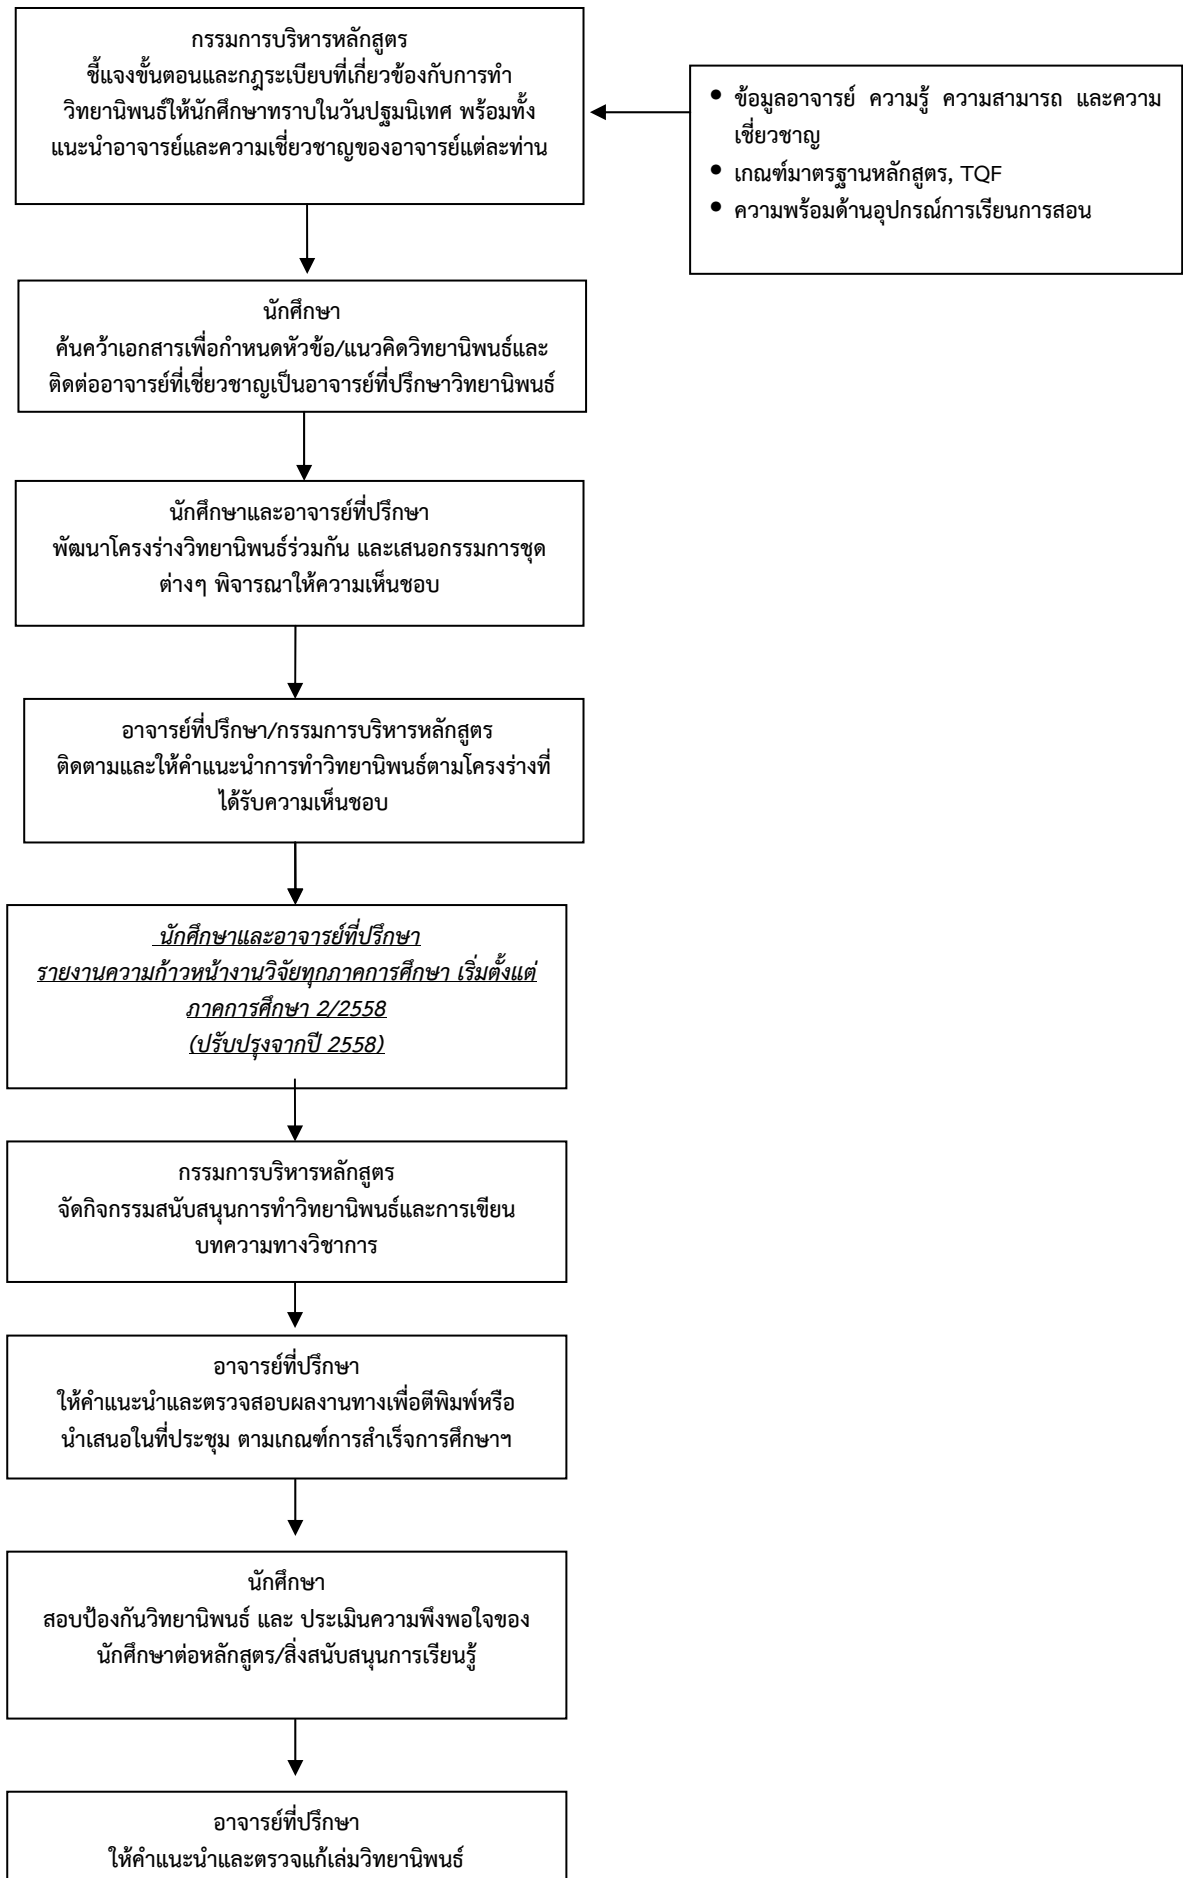 กรรมการบริหารหลักสูตร
ชี้แจงขั้นตอนและกฎระเบียบที่เกี่ยวข้องกับการทำ
วิทยานิพนธ์ให้นักศึกษาทราบในวันปฐมนิเทศ พร้อมทั้ง
แนะนำอาจารย์และความเชี่ยวชาญของอาจารย์แต่ละท่าน
● ข้อมูลอาจารย์ ความรู้ ความสามารถ และความ
เชี่ยวชาญ
● เกณฑ์มาตรฐานหลักสูตร, TQF
● ความพร้อมด้านอุปกรณ์การเรียนการสอน
นักศึกษา
ค้นคว้าเอกสารเพื่อกำหนดหัวข้อ/แนวคิดวิทยานิพนธ์และ
ติดต่ออาจารย์ที่เชี่ยวชาญเป็นอาจารย์ที่ปรึกษาวิทยานิพนธ์
นักศึกษาและอาจารย์ที่ปรึกษา
พัฒนาโครงร่างวิทยานิพนธ์ร่วมกัน และเสนอกรรมการชุด
ต่างๆ พิจารณาให้ความเห็นชอบ
อาจารย์ที่ปรึกษา/กรรมการบริหารหลักสูตร
ติดตามและให้คำแนะนำการทำวิทยานิพนธ์ตามโครงร่างที่
ได้รับความเห็นชอบ
นักศึกษาและอาจารย์ที่ปรึกษา
รายงานความก้าวหน้างานวิจัยทุกภาคการศึกษา เริ่มตั้งแต่
ภาคการศึกษา 2/2558
(ปรับปรุงจากปี 2558)
กรรมการบริหารหลักสูตร
จัดกิจกรรมสนับสนุนการทำวิทยานิพนธ์และการเขียน
บทความทางวิชาการ
อาจารย์ที่ปรึกษา
ให้คำแนะนำและตรวจสอบผลงานทางเพื่อตีพิมพ์หรือ
นำเสนอในที่ประชุม ตามเกณฑ์การสำเร็จการศึกษาฯ
นักศึกษา
สอบป้องกันวิทยานิพนธ์ และ ประเมินความพึงพอใจของ
นักศึกษาต่อหลักสูตร/สิ่งสนับสนุนการเรียนรู้
อาจารย์ที่ปรึกษา
ให้คำแนะนำและตรวจแก้เล่มวิทยานิพนธ์